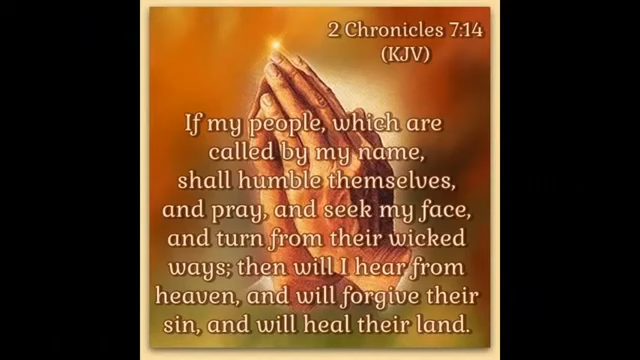 2 Chronicles 7:14
(KJV)
If my people, which are
called by my name,
shall humble themselves,
and pray, and seek my face,
and turn from their wicked
ways; then will I hear from
heaven, and will forgive their
sin, and will heal their land.